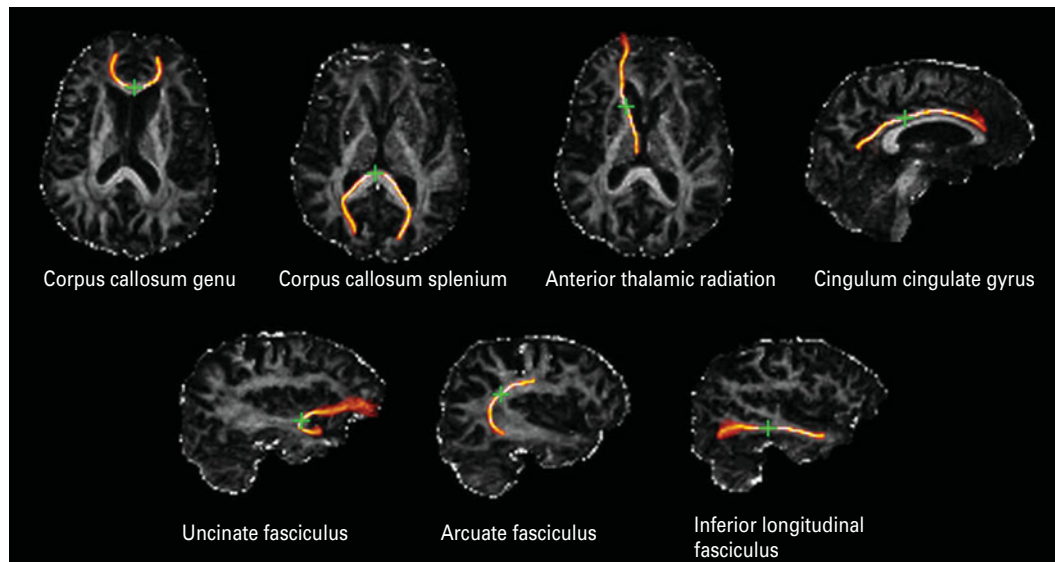 Corpus callosum genu
Corpus callosum splenium
Anterior thalamic radiation
Cingulum cingulate gyrus
Uncinate fasciculus
Arcuate fasciculus
Inferior longitudinal
fasciculus